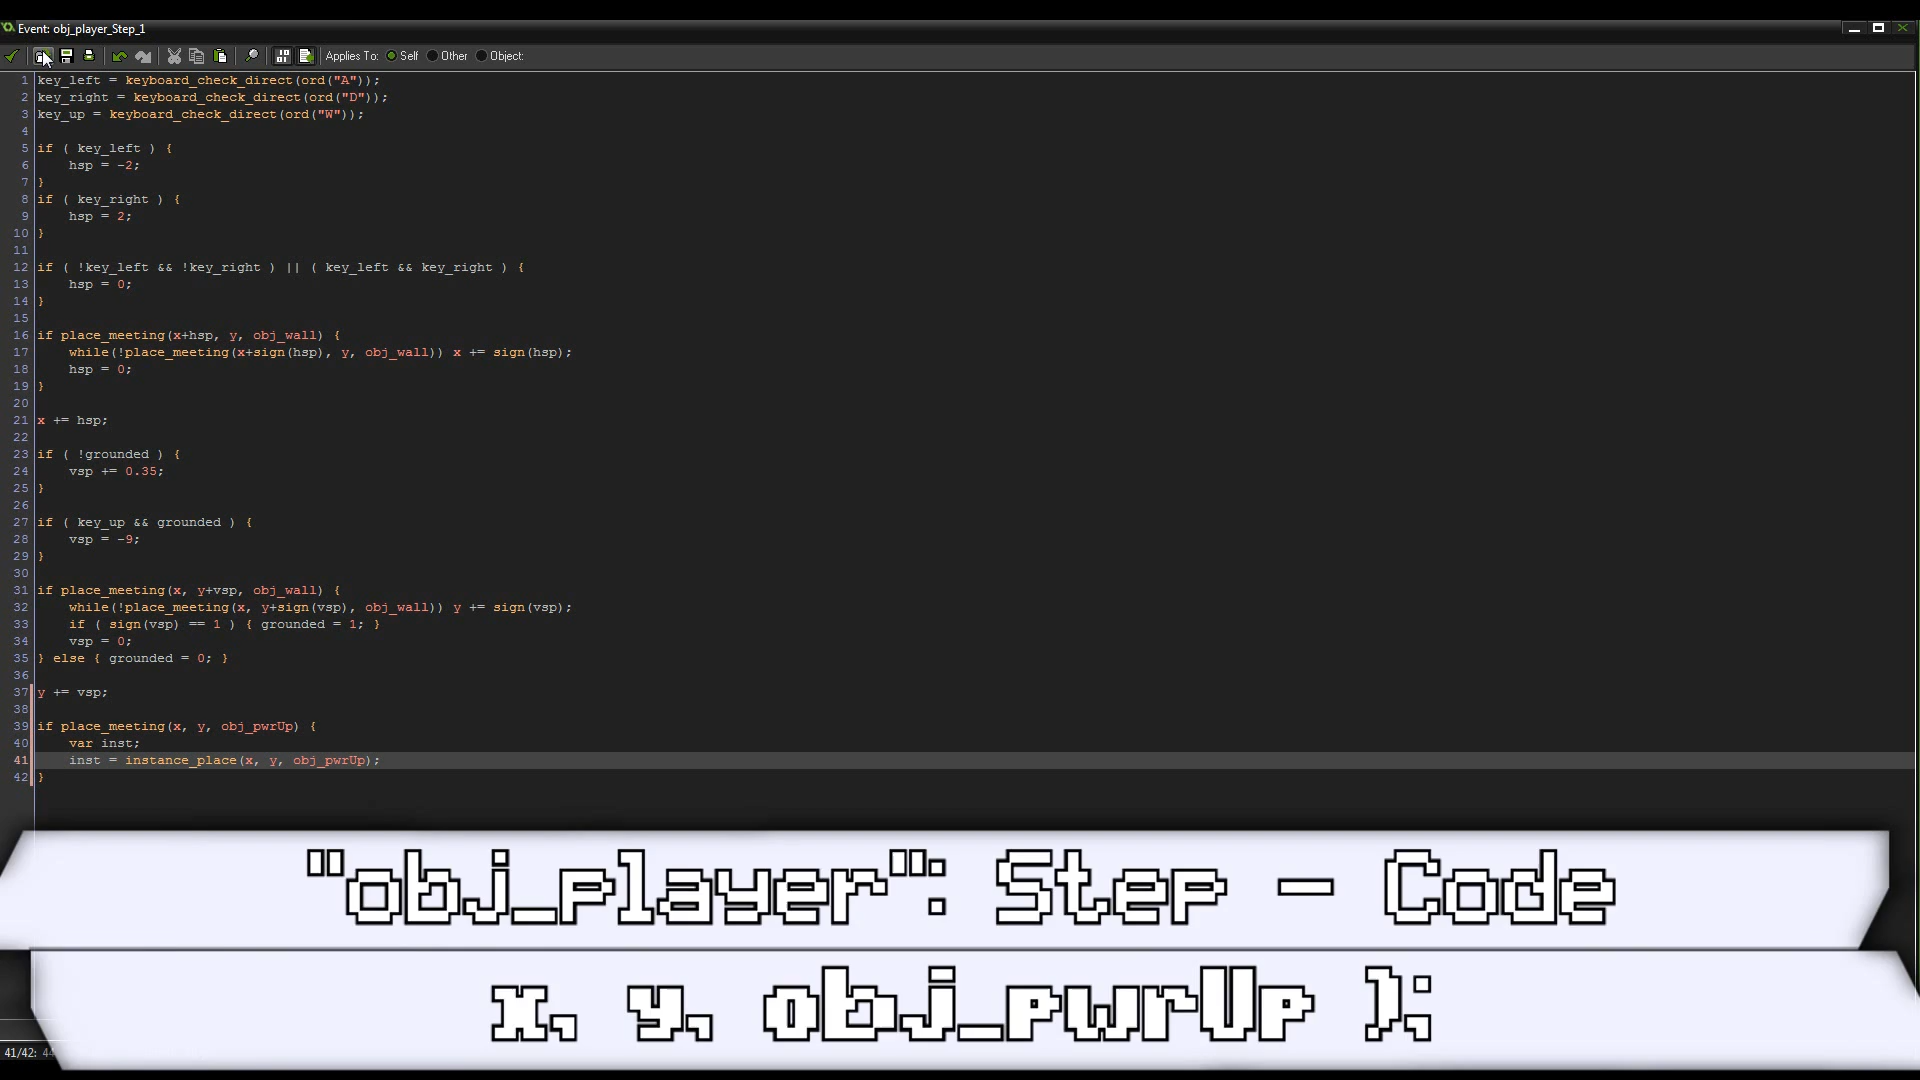 Event: obj_player_Step_1
Applies To: Self Other Object:
1 key_left = keyboard_check_direct(ord("A"));
2 key_right = keyboard_check_direct(ord("D"));
3 key_up = keyboard_check_direct(ord("W"));
4
5 if ( key_left ) {
6     hsp = -2;
7 }
8 if ( key_right ) {
9     hsp = 2;
10 }
11
12 if ( !key_left && !key_right ) || ( key_left && key_right ) {
13     hsp = 0;
14 }
15
16 if place_meeting(x+hsp, y, obj_wall) {
17     while(!place_meeting(x+sign(hsp), y, obj_wall)) x += sign(hsp);
18     hsp = 0;
19 }
20
21 x += hsp;
22
23 if ( !grounded ) {
24     vsp += 0.35;
25 }
26
27 if ( key_up && grounded ) {
28     vsp = -9;
29 }
30
31 if place_meeting(x, y+vsp, obj_wall) {
32     while(!place_meeting(x, y+sign(vsp), obj_wall)) y += sign(vsp);
33     if ( sign(vsp) == 1 ) { grounded = 1; }
34     vsp = 0;
35 } else { grounded = 0; }
36
37 y += vsp;
38
39 if place_meeting(x, y, obj_pwrUp) {
40     var inst;
41     inst = instance_place(x, y, obj_pwrUp);
42 }
"obj_player": Step - Code
x, y, obj_pwrUp );
41/42: